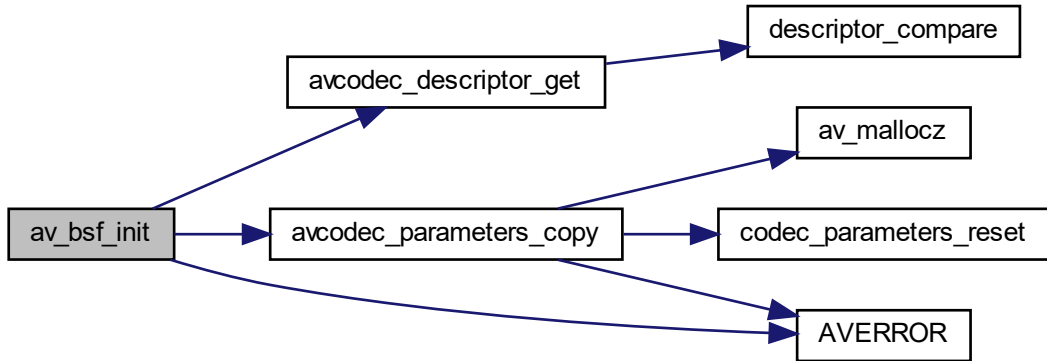 descriptor_compare
avcodec_descriptor_get
av_mallocz
av_bsf_init
avcodec_parameters_copy
codec_parameters_reset
AVERROR